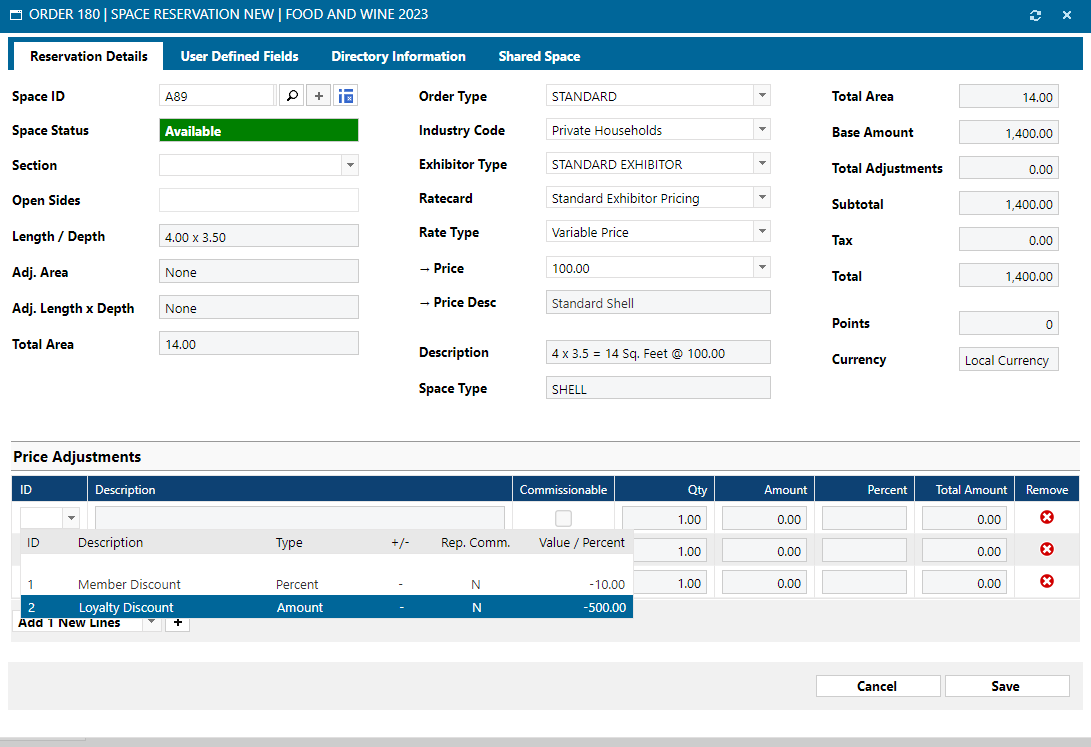 ORDER 180 | SPACE RESERVATION NEW | FOOD AND WINE 2023
Reservation Details User Defined Fields Directory Information Shared Space
Space ID A89
Space Status Available
Section
Open Sides
Length / Depth 4.00 x 3.50
Adj. Area None
Adj. Length x Depth None
Total Area 14.00
Order Type STANDARD
Industry Code Private Households
Exhibitor Type STANDARD EXHIBITOR
Ratecard Standard Exhibitor Pricing
Rate Type Variable Price
→ Price 100.00
→ Price Desc Standard Shell
Description 4 x 3.5 = 14 Sq. Feet @ 100.00
Space Type SHELL
Total Area 14.00
Base Amount 1,400.00
Total Adjustments 0.00
Subtotal 1,400.00
Tax 0.00
Total 1,400.00
Points 0
Currency Local Currency
Price Adjustments
ID Description Commissionable Qty Amount Percent Total Amount Remove
1.00 0.00 0.00
ID Description Type +/- Rep. Comm. Value / Percent
1.00 0.00 0.00
1 Member Discount Percent - N -10.00
1.00 0.00 0.00
2 Loyalty Discount Amount - N -500.00
Add 1 New Lines +
Cancel Save